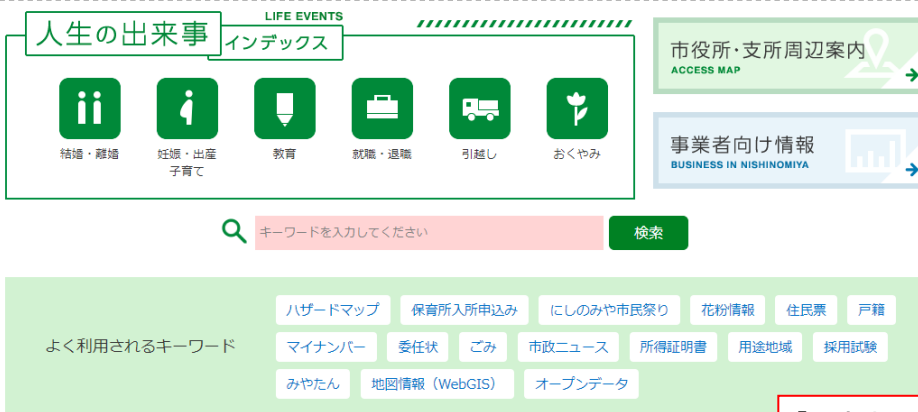 LIFE EVENTS
人生の出来事
インデックス
結婚・離婚
妊娠・出産
子育て
教育
就職・退職
引越し
おくやみ
市役所・支所周辺案内
ACCESS MAP
事業者向け情報
BUSINESS IN NISHINOMIYA
キーワードを入力してください
検索
よく利用されるキーワード
ハザードマップ 保育所入所申込み にしのみや市民祭り 花粉情報 住民票 戸籍
マイナンバー 委任状 ごみ 市政ニュース 所得証明書 用途地域 採用試験
みやたん 地図情報（WebGIS） オープンデータ